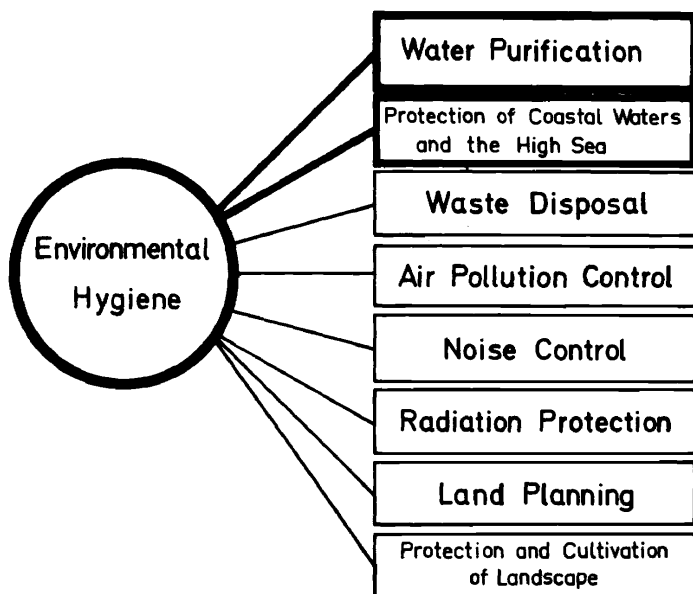 Environmental
Hygiene
Water Purification
Protection of Coastal Waters
and the High Sea
Waste Disposal
Air Pollution Control
Noise Control
Radiation Protection
Land Planning
Protection and Cultivation
of Landscape